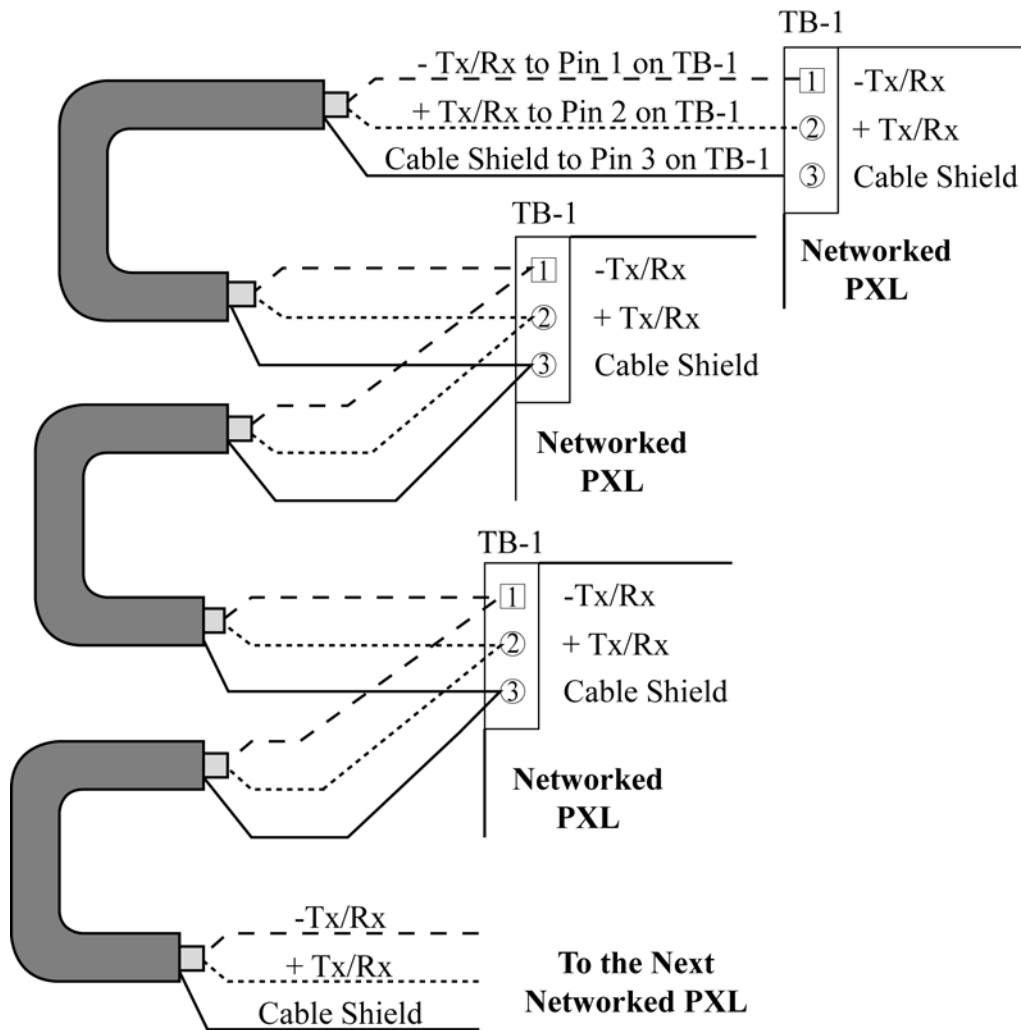 TB-1
- Tx/Rx to Pin 1 on TB-1
1
-Tx/Rx
+ Tx/Rx to Pin 2 on TB-1
2
+ Tx/Rx
Cable Shield to Pin 3 on TB-1
3
Cable Shield
Networked
PXL
TB-1
1
-Tx/Rx
2
+ Tx/Rx
3
Cable Shield
Networked
PXL
TB-1
1
-Tx/Rx
2
+ Tx/Rx
3
Cable Shield
Networked
PXL
-Tx/Rx
+ Tx/Rx
Cable Shield
To the Next
Networked PXL